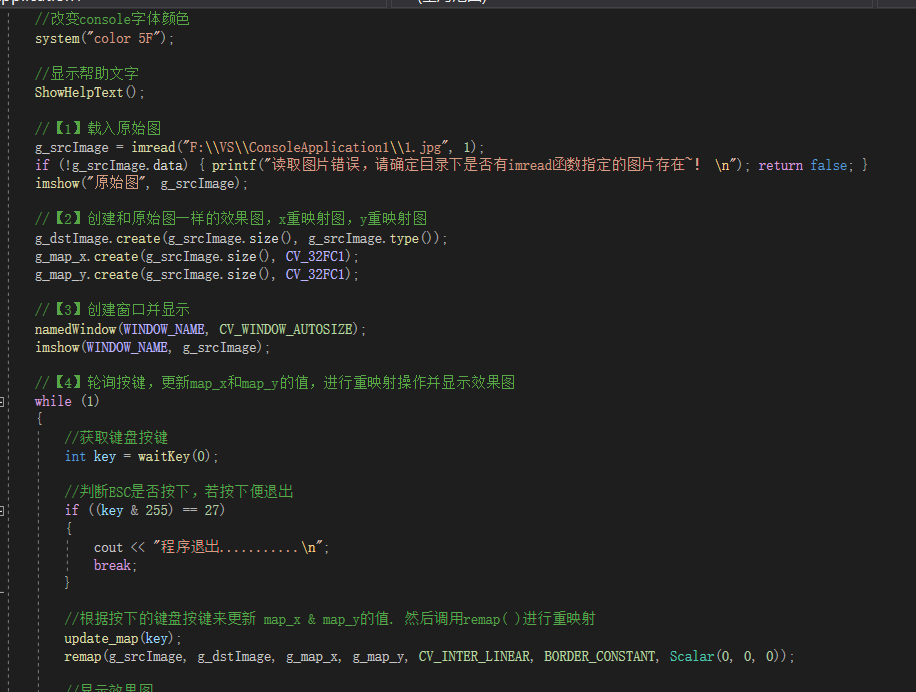 //改变console字体颜色
system("color 5F");
//显示帮助文字
ShowHelpText();
//【1】载入原始图
g_srcImage = imread("F:\\VS\\ConsoleApplication1\\1.jpg", 1);
if (!g_srcImage.data) { printf("读取图片错误，请确定目录下是否有imread函数指定的图片存在~！ \n"); return false; }
imshow("原始图", g_srcImage);
//【2】创建和原始图一样的效果图，x重映射图，y重映射图
g_dstImage.create(g_srcImage.size(), g_srcImage.type());
g_map_x.create(g_srcImage.size(), CV_32FC1);
g_map_y.create(g_srcImage.size(), CV_32FC1);
//【3】创建窗口并显示
namedWindow(WINDOW_NAME, CV_WINDOW_AUTOSIZE);
imshow(WINDOW_NAME, g_srcImage);
//【4】轮询按键，更新map_x和map_y的值，进行重映射操作并显示效果图
while (1)
{
//获取键盘按键
int key = waitKey(0);
//判断ESC是否按下，若按下便退出
if ((key & 255) == 27)
{
cout << "程序退出...........\n";
break;
}
//根据按下的键盘按键来更新 map_x & map_y的值. 然后调用remap( )进行重映射
update_map(key);
remap(g_srcImage, g_dstImage, g_map_x, g_map_y, CV_INTER_LINEAR, BORDER_CONSTANT, Scalar(0, 0, 0));
//显示效果图